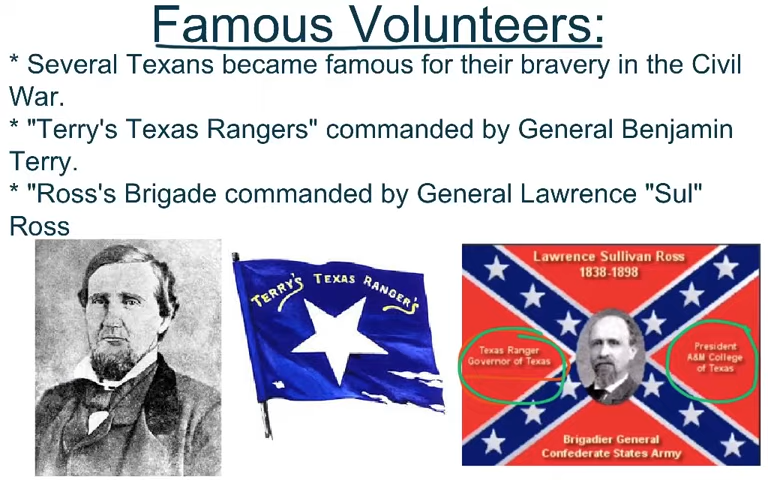 Famous Volunteers:
* Several Texans became famous for their bravery in the Civil
War.
* "Terry's Texas Rangers" commanded by General Benjamin
Terry.
* "Ross's Brigade commanded by General Lawrence "Sul"
Ross
TERRY'S TEXAS RANGER'S
Lawrence Sullivan Ross
1838-1898
Texas Ranger
Governor of Texas
President
A&M College
of Texas
Brigadier General
Confederate States Army